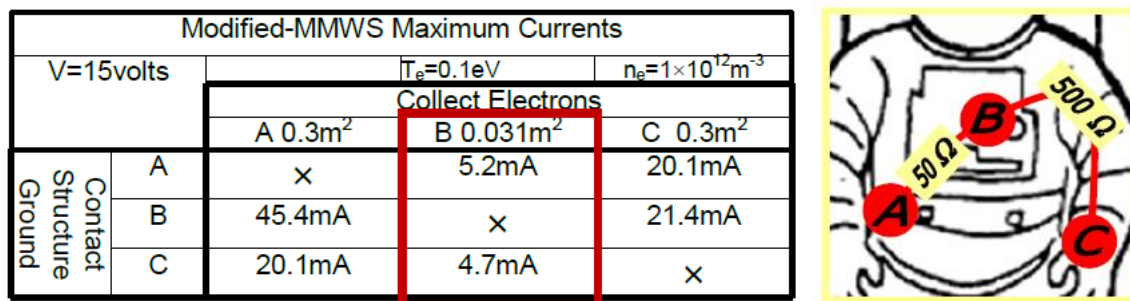 Modified-MMWS Maximum Currents
V=15volts Tₑ=0.1eV nₑ=1×10¹²m⁻³
Collect Electrons
A 0.3m² B 0.031m² C 0.3m²
Contact Structure Ground
A × 5.2mA 20.1mA
B 45.4mA × 21.4mA
C 20.1mA 4.7mA ×
500 Ω
B
50 Ω
A
C